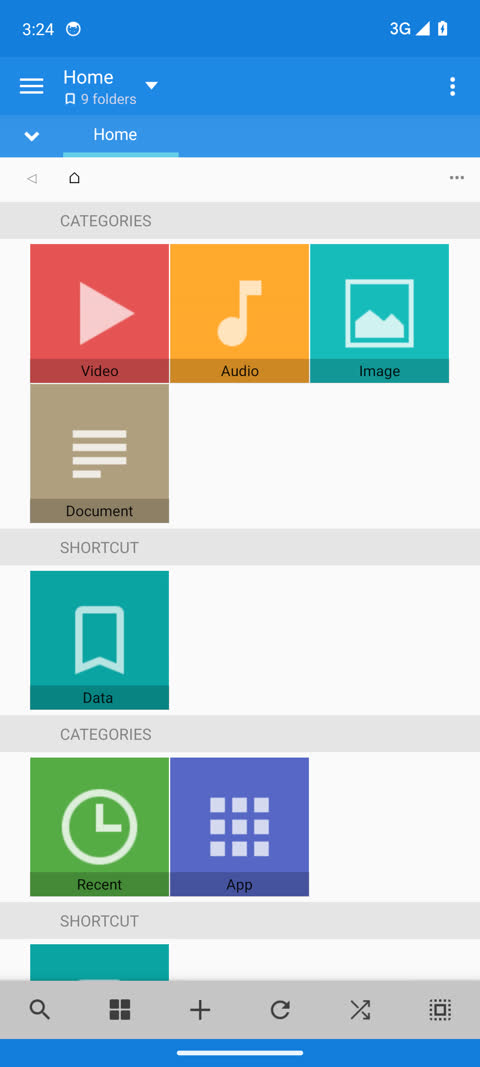 3:24
3G
Home
9 folders
Home
CATEGORIES
Video
Audio
Image
Document
SHORTCUT
Data
CATEGORIES
Recent
App
SHORTCUT